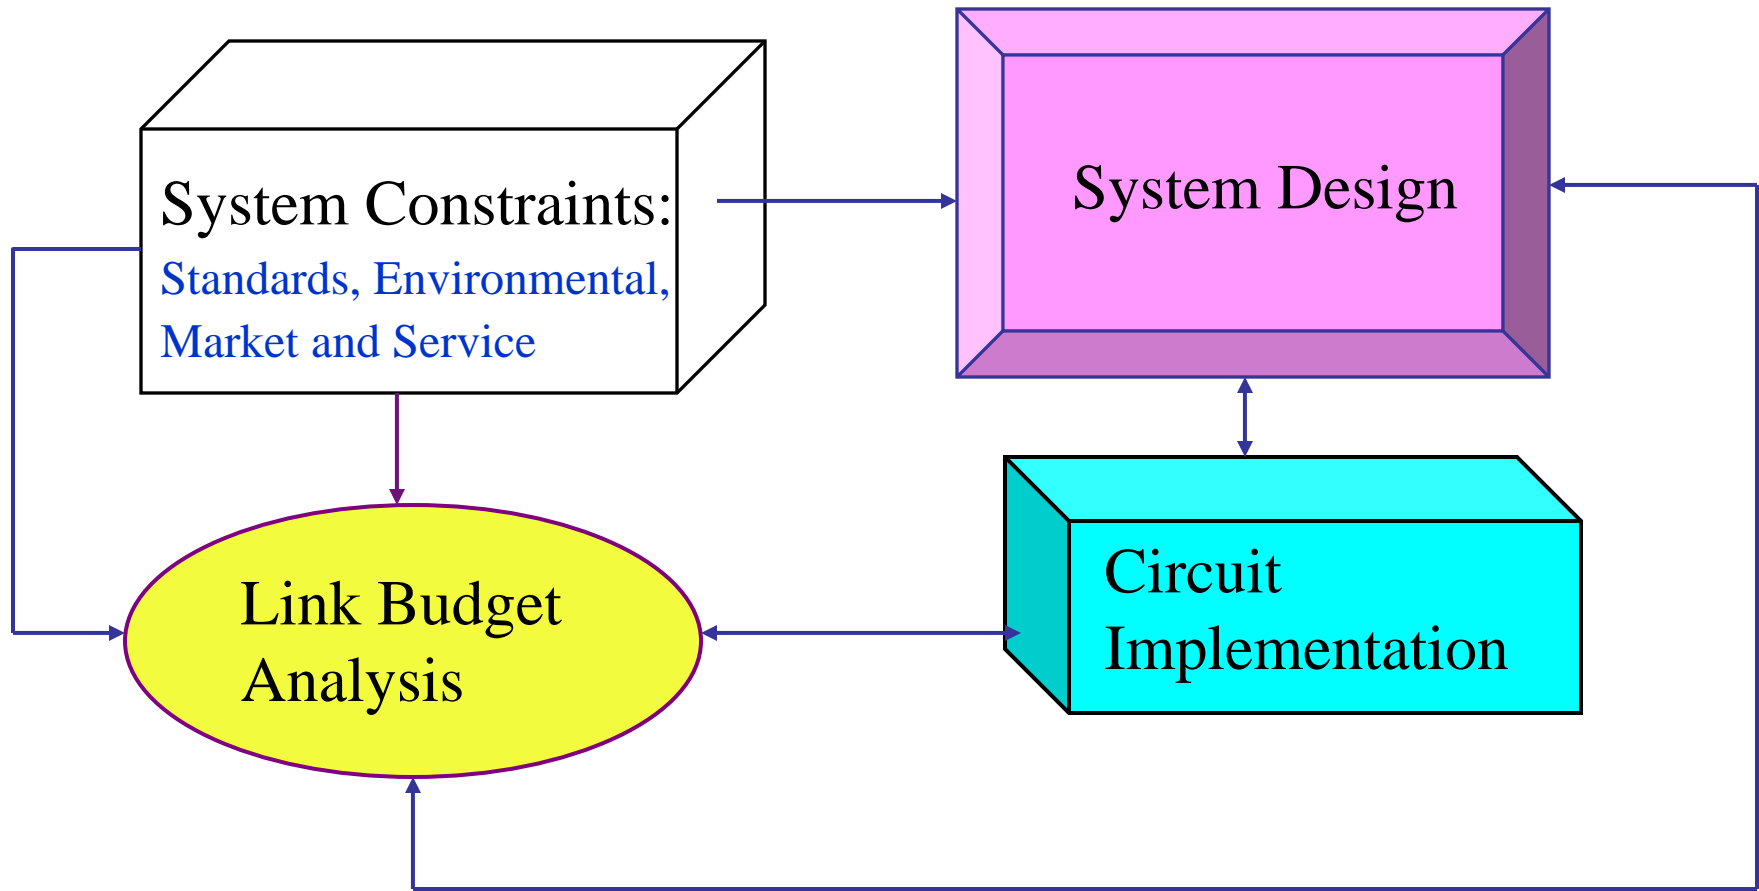 System Constraints:
Standards, Environmental,
Market and Service
System Design
Link Budget
Analysis
Circuit
Implementation